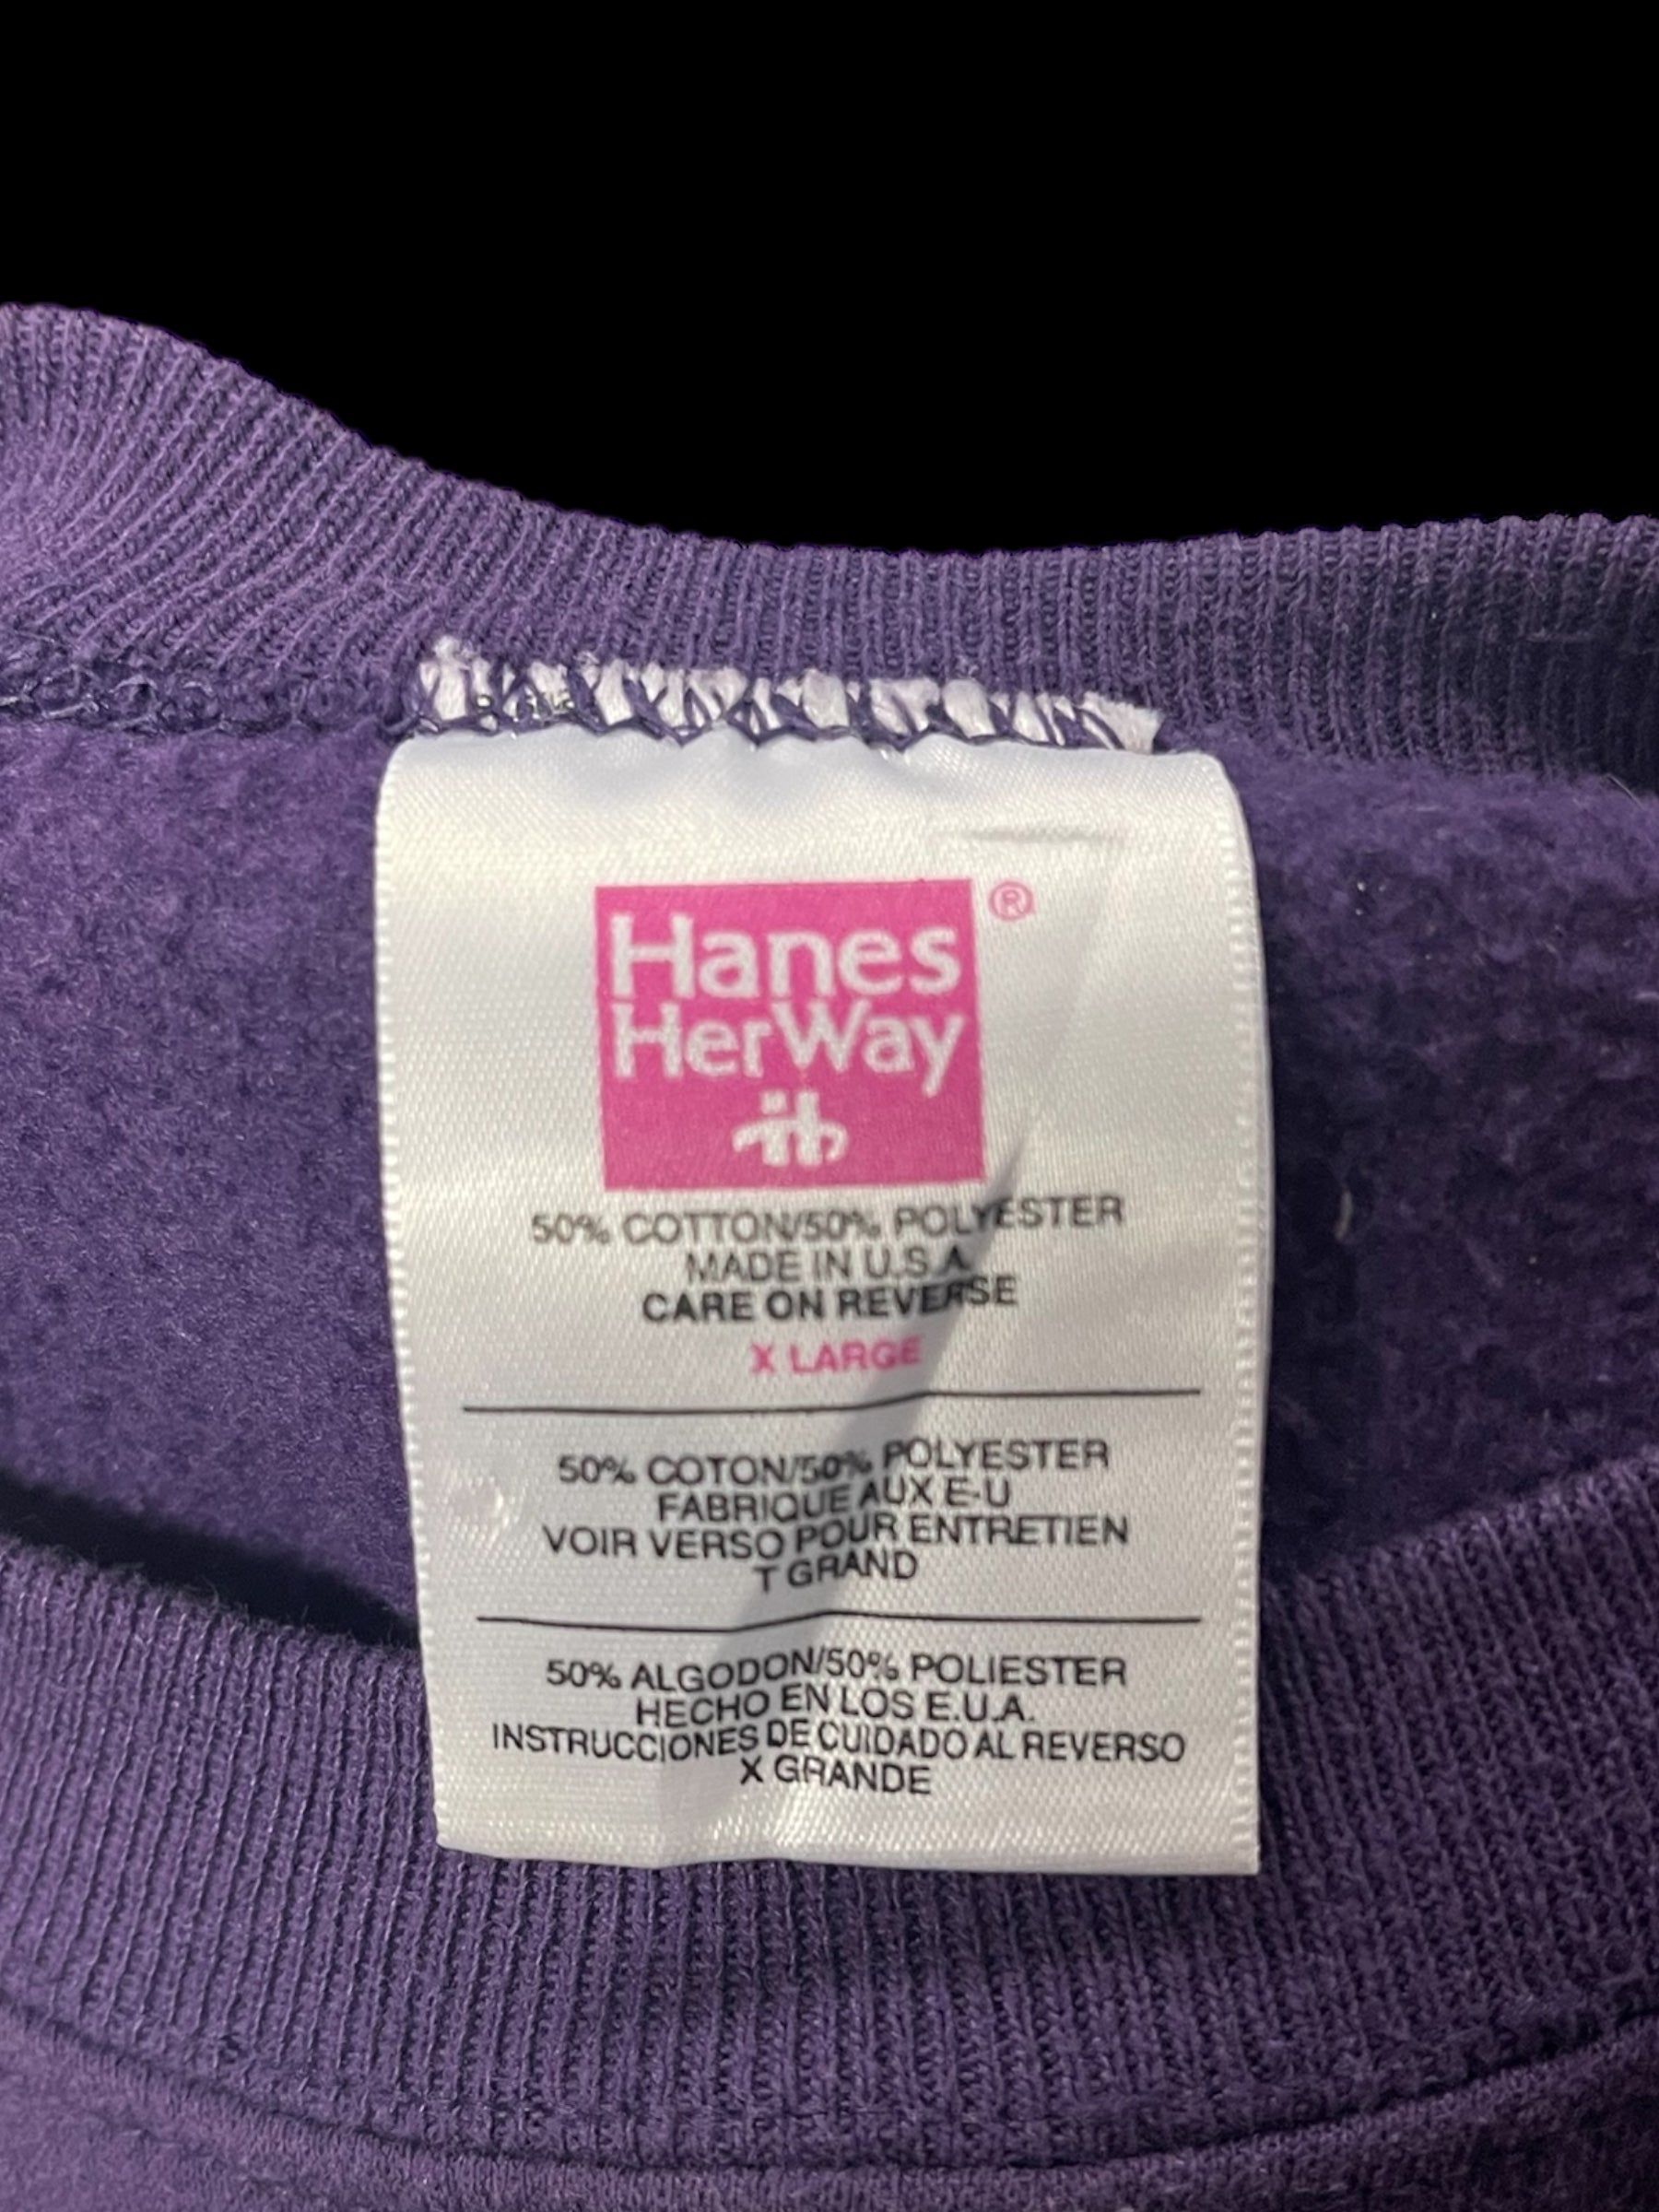 Hanes
HerWay
®
50% COTTON/50% POLYESTER
MADE IN U.S.A.
CARE ON REVERSE
X LARGE
50% COTON/50% POLYESTER
FABRIQUE AUX E-U
VOIR VERSO POUR ENTRETIEN
T GRAND
50% ALGODON/50% POLIESTER
HECHO EN LOS E.U.A.
INSTRUCCIONES DE CUIDADO AL REVERSO
X GRANDE